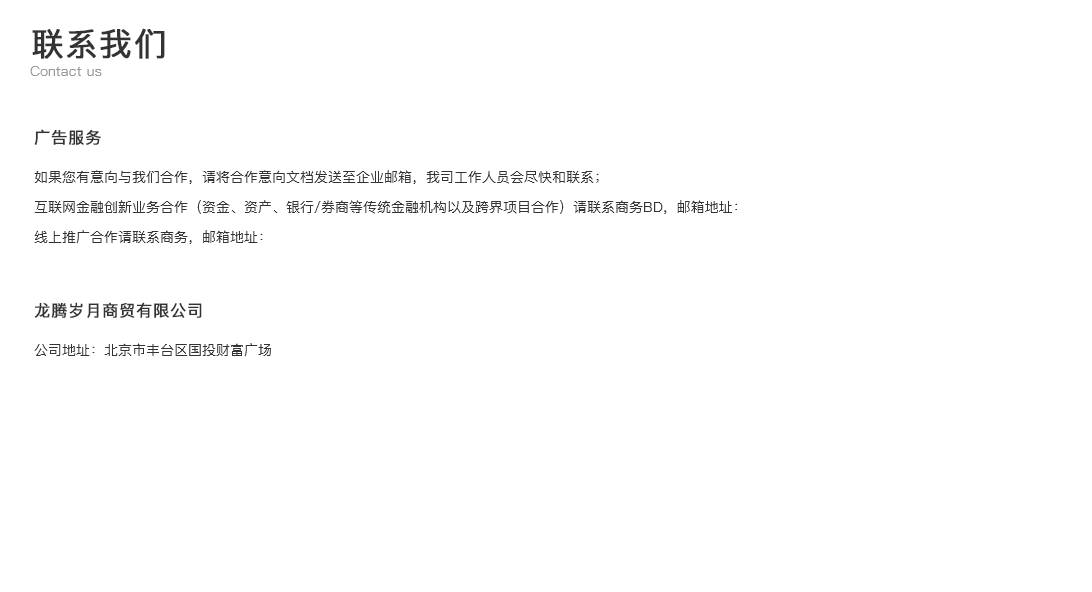 联系我们
Contact us
广告服务
如果您有意向与我们合作，请将合作意向文档发送至企业邮箱，我司工作人员会尽快和联系；
互联网金融创新业务合作（资金、资产、银行/券商等传统金融机构以及跨界项目合作）请联系商务BD，邮箱地址：
线上推广合作请联系商务，邮箱地址：
龙腾岁月商贸有限公司
公司地址：北京市丰台区国投财富广场